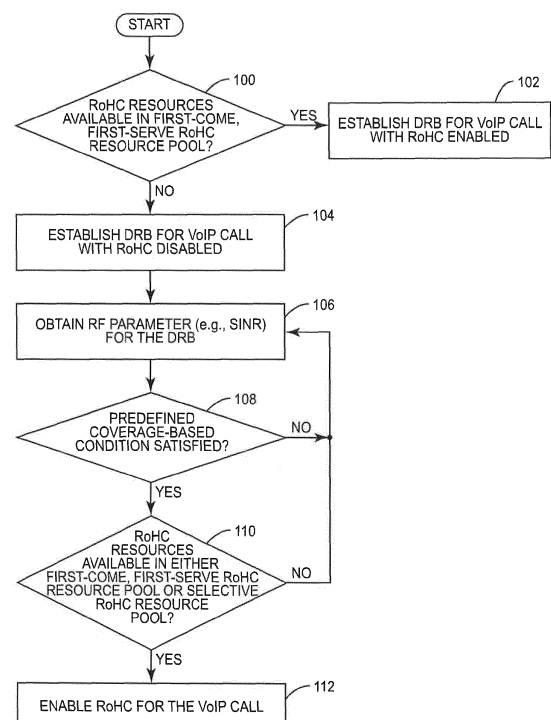 START
100
RoHC RESOURCES
AVAILABLE IN FIRST-COME,
FIRST-SERVE RoHC
RESOURCE POOL?
YES
102
ESTABLISH DRB FOR VoIP CALL
WITH RoHC ENABLED
NO
104
ESTABLISH DRB FOR VoIP CALL
WITH RoHC DISABLED
106
OBTAIN RF PARAMETER (e.g., SINR)
FOR THE DRB
108
PREDEFINED
COVERAGE-BASED
CONDITION SATISFIED?
NO
YES
110
RoHC
RESOURCES
AVAILABLE IN EITHER
FIRST-COME, FIRST-SERVE RoHC
RESOURCE POOL OR SELECTIVE
RoHC RESOURCE
POOL?
NO
YES
112
ENABLE RoHC FOR THE VoIP CALL